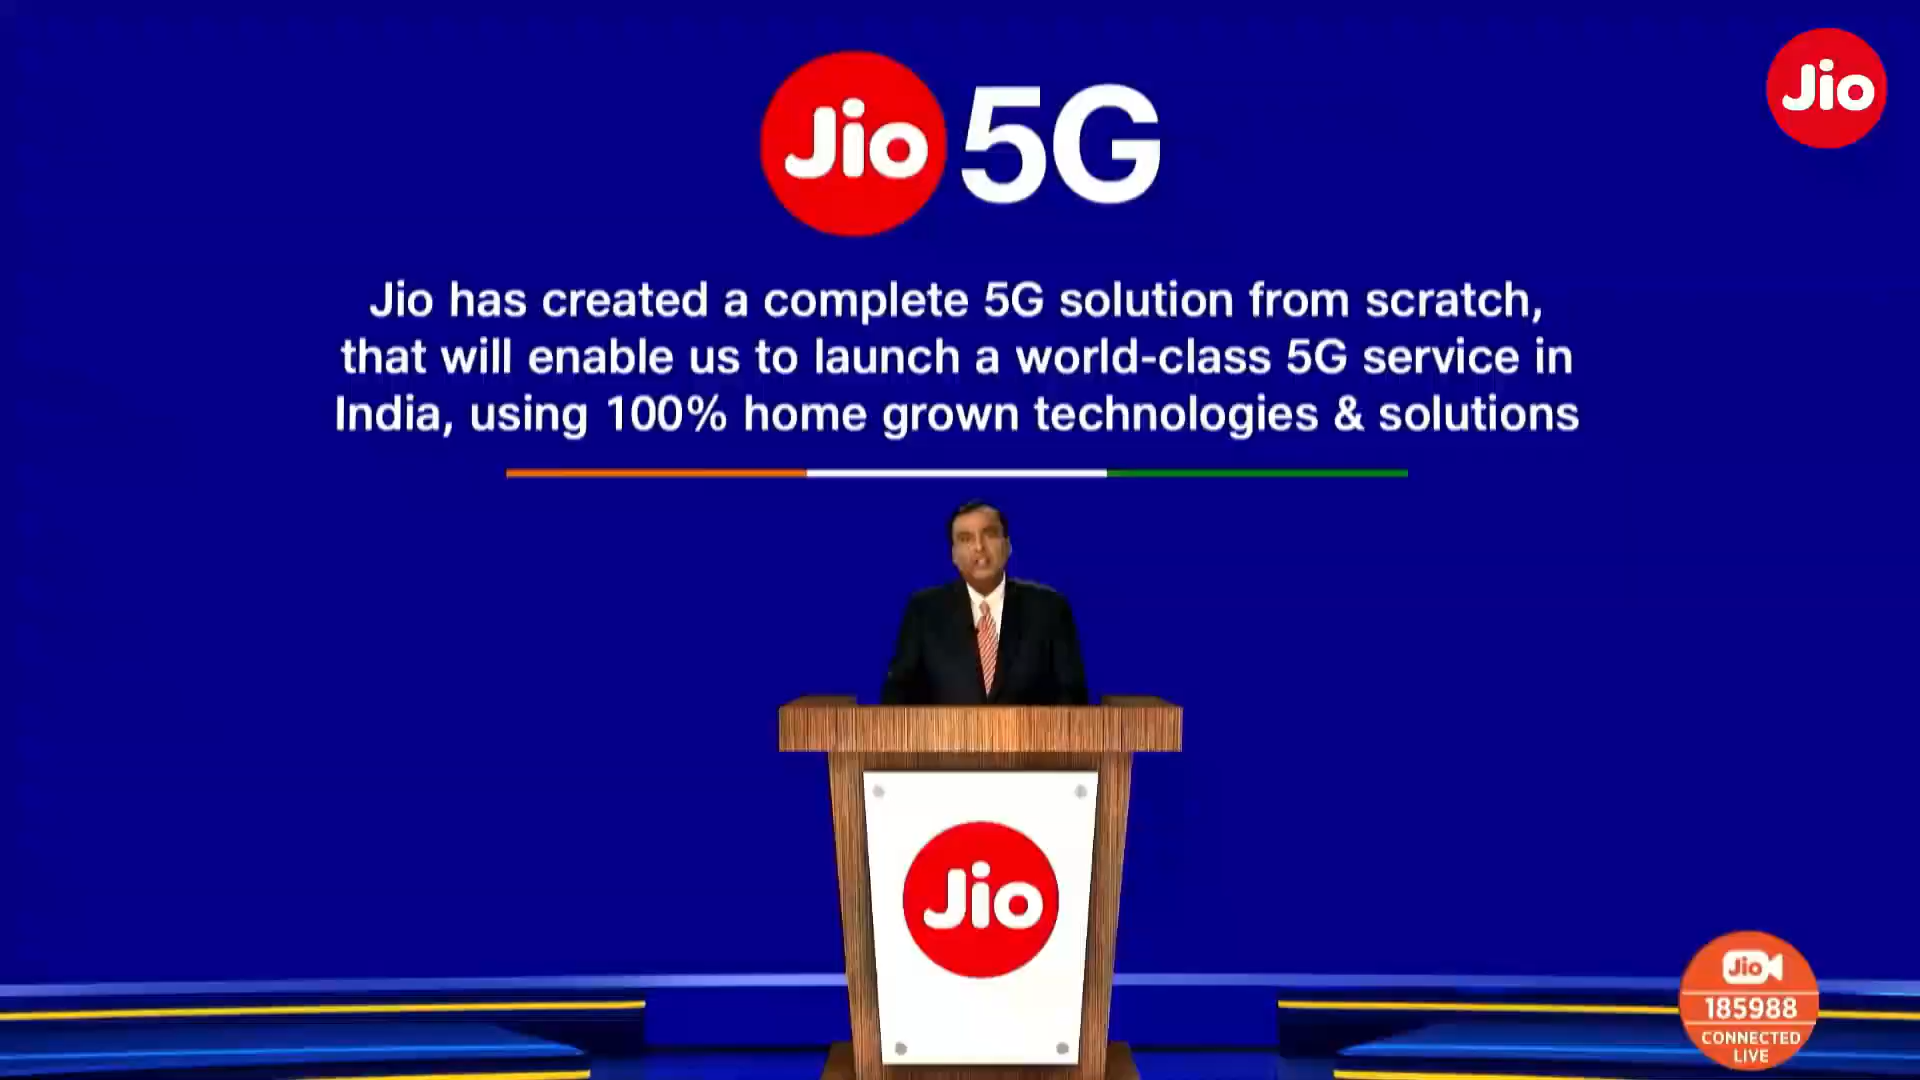 Jio 5G
Jio
Jio has created a complete 5G solution from scratch,
that will enable us to launch a world-class 5G service in
India, using 100% home grown technologies & solutions
Jio
Jio
185988
CONNECTED
LIVE